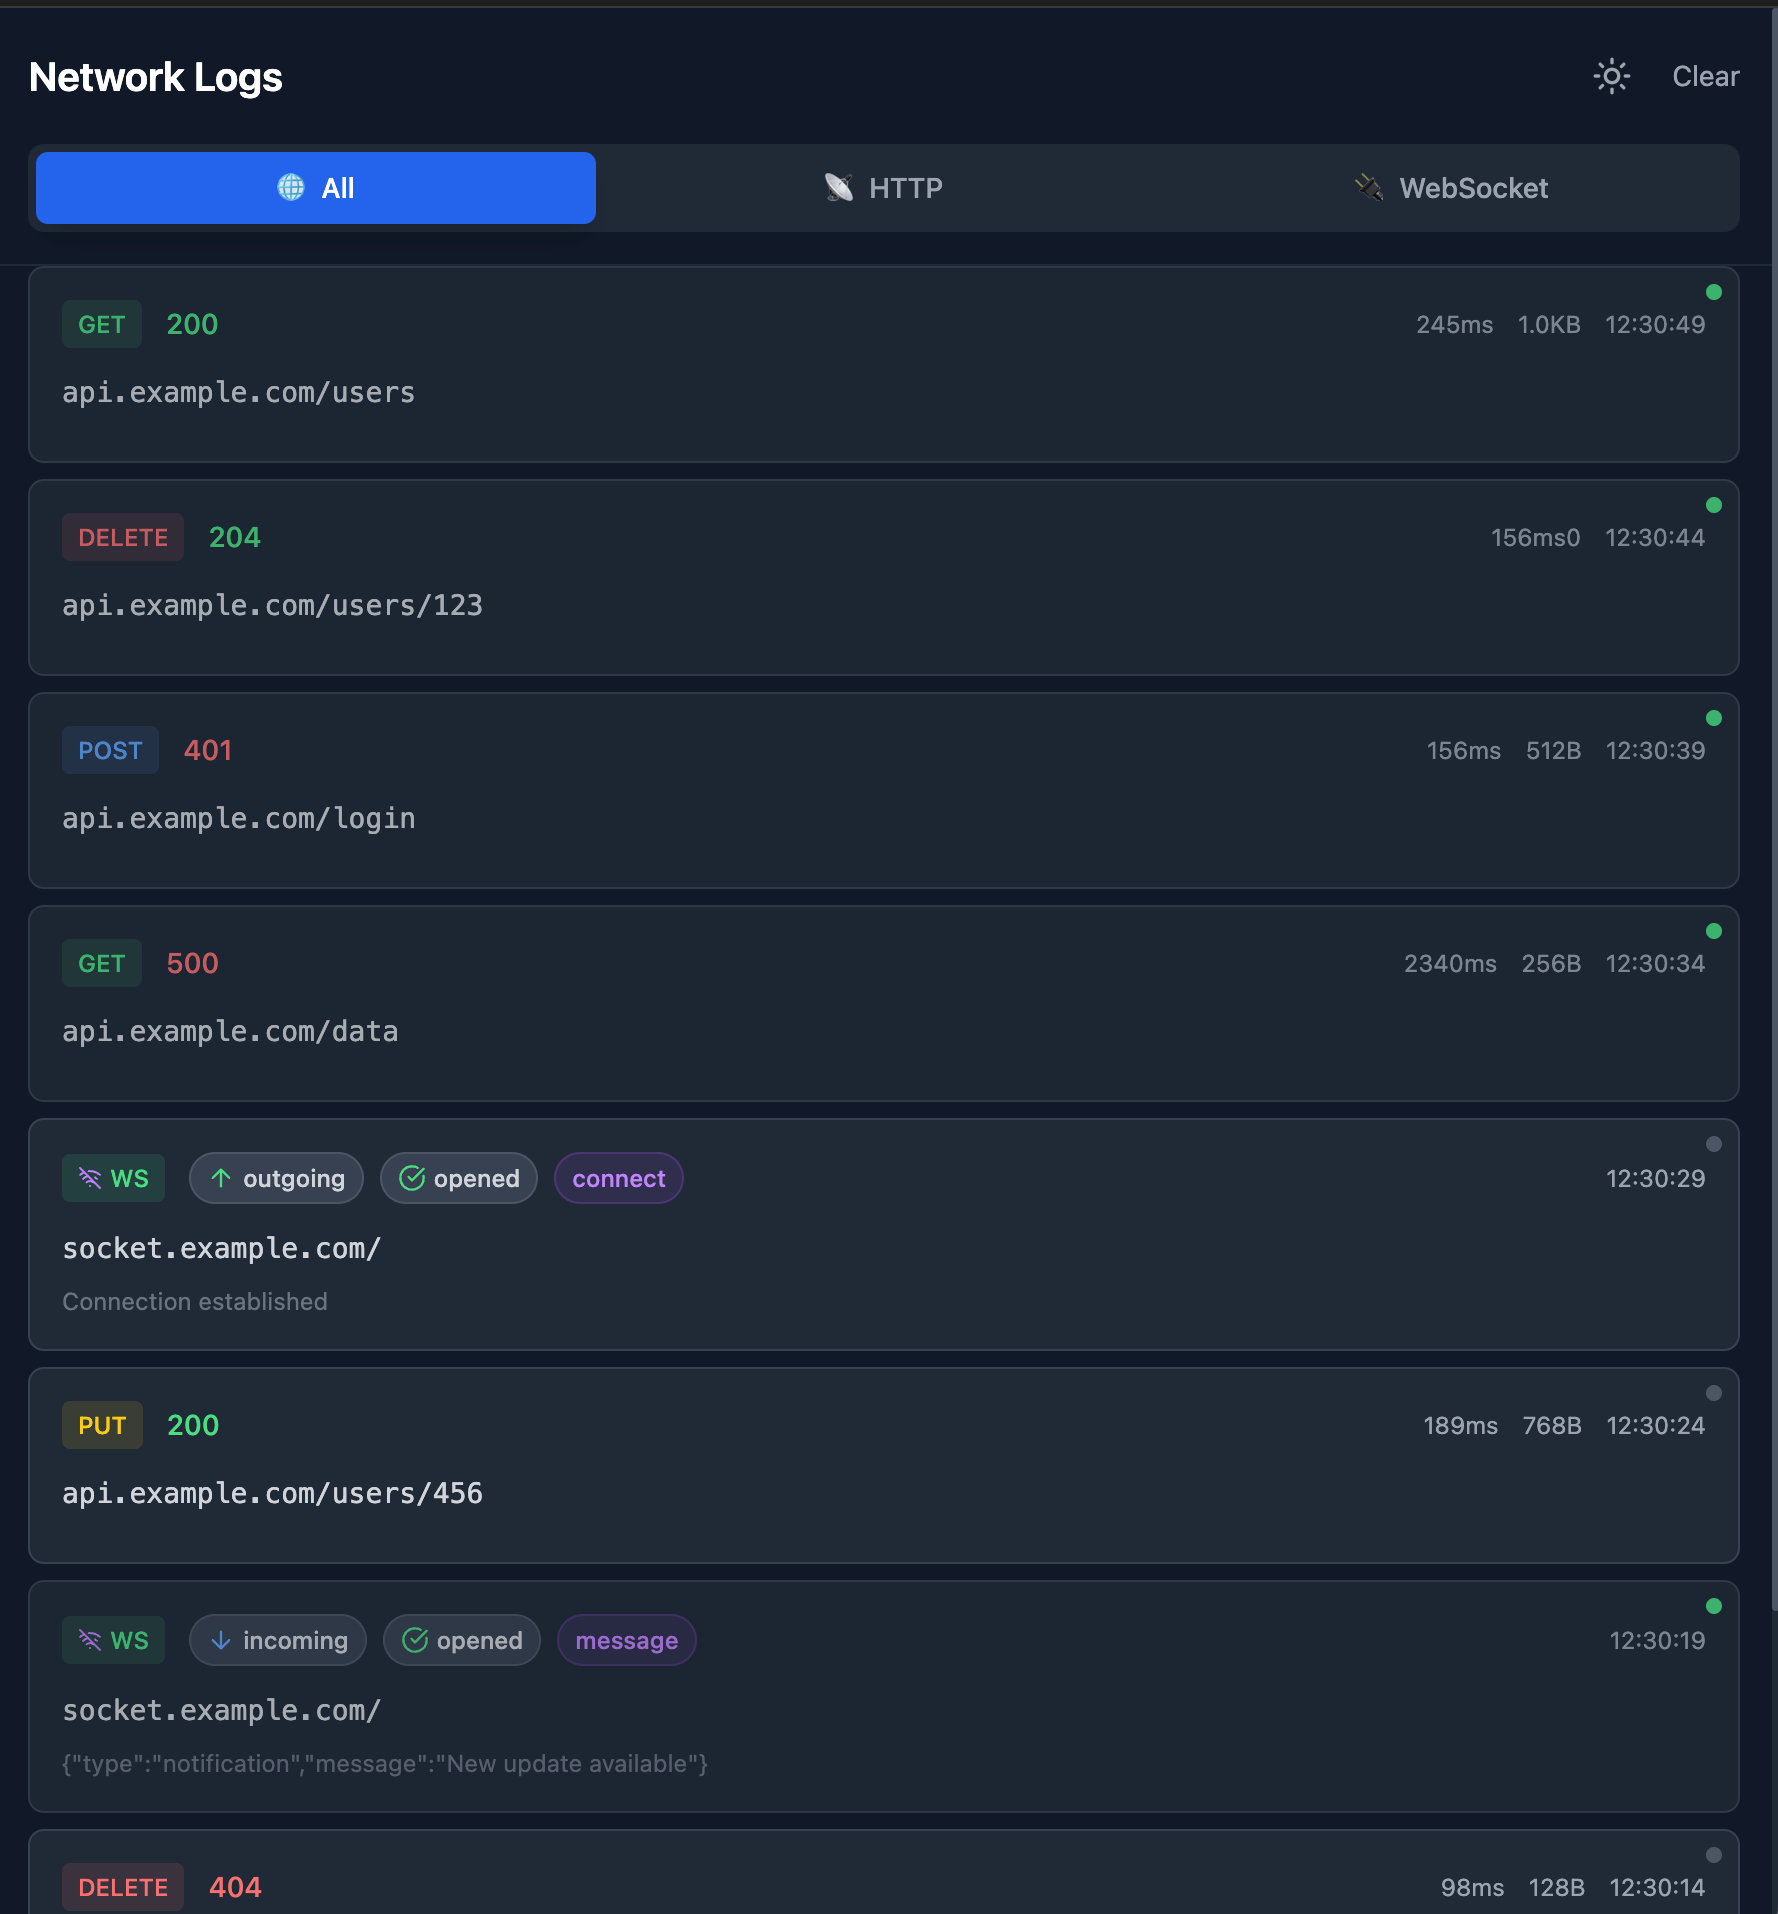 Network Logs Clear
All HTTP WebSocket
GET 200 245ms 1.0KB 12:30:49
api.example.com/users
DELETE 204 156ms0 12:30:44
api.example.com/users/123
POST 401 156ms 512B 12:30:39
api.example.com/login
GET 500 2340ms 256B 12:30:34
api.example.com/data
WS outgoing opened connect 12:30:29
socket.example.com/
Connection established
PUT 200 189ms 768B 12:30:24
api.example.com/users/456
WS incoming opened message 12:30:19
socket.example.com/
{"type":"notification","message":"New update available"}
DELETE 404 98ms 128B 12:30:14